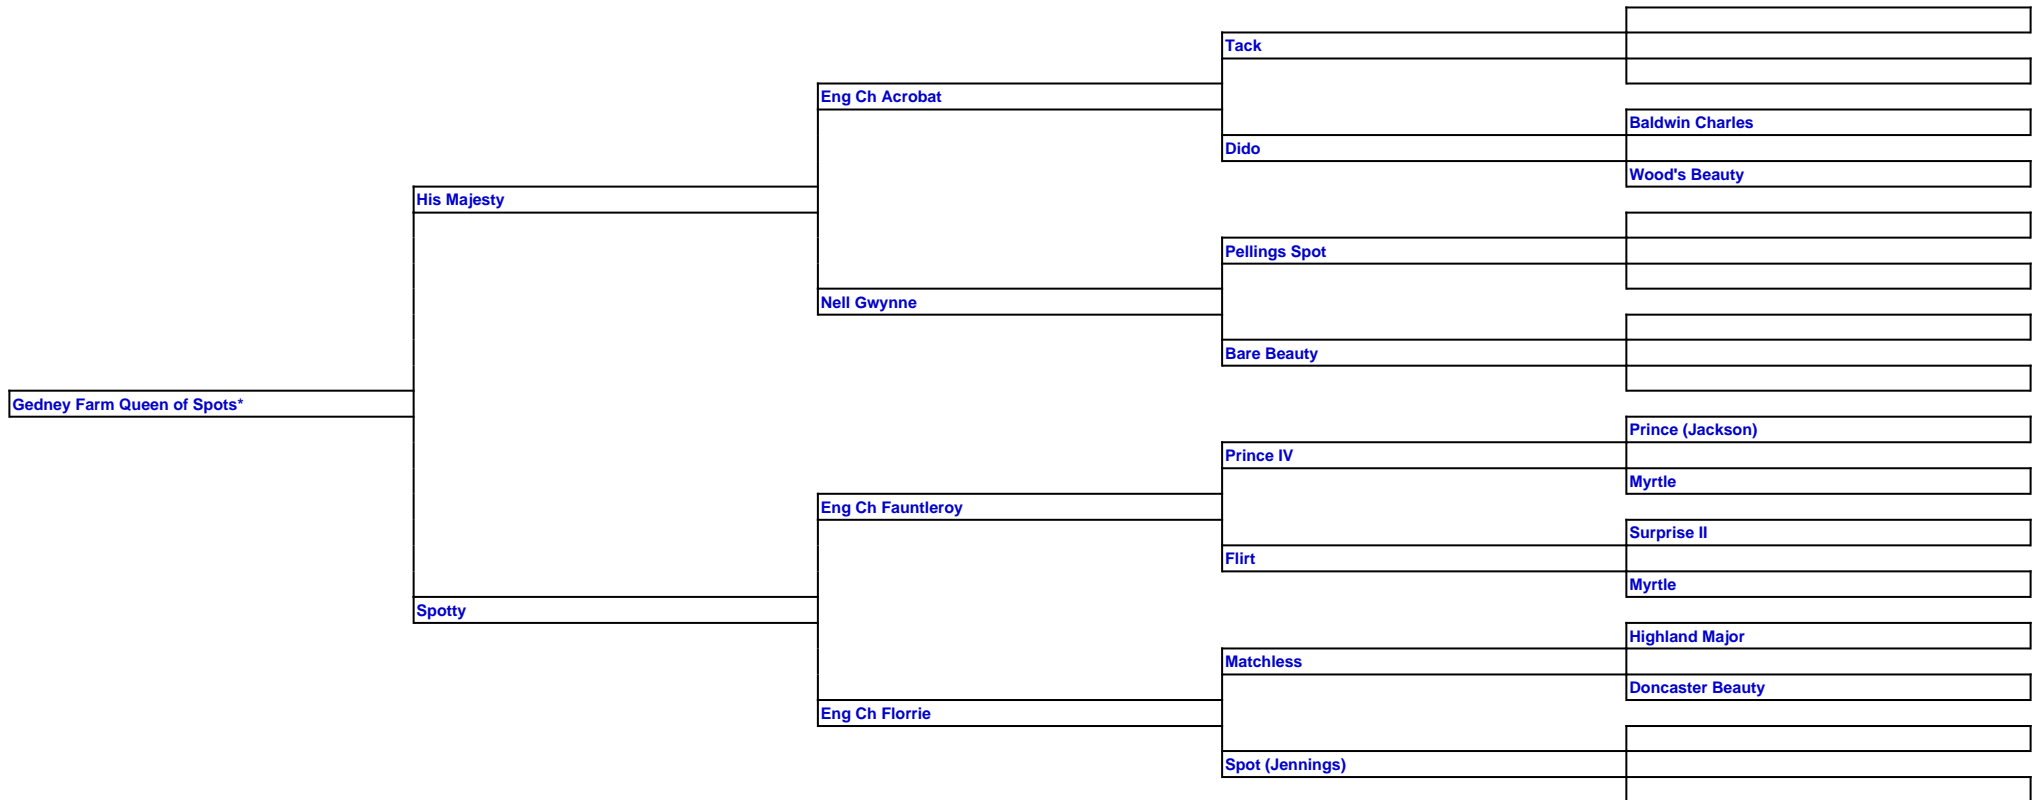 Tack
Eng Ch Acrobat
Baldwin Charles
Dido
Wood's Beauty
His Majesty
Pellings Spot
Nell Gwynne
Bare Beauty
Gedney Farm Queen of Spots*
Prince (Jackson)
Prince IV
Myrtle
Eng Ch Fauntleroy
Surprise II
Flirt
Myrtle
Spotty
Highland Major
Matchless
Doncaster Beauty
Eng Ch Florrie
Spot (Jennings)